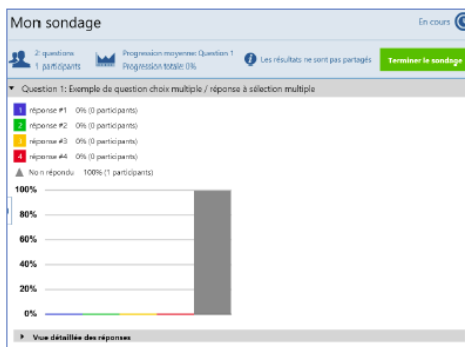 Mon sondage
En cours
2 questions
1 participants
Progression moyenne: Question 1
Progression totale: 0%
Les résultats ne sont pas partagés
Terminer le sondage
Question 1: Exemple de question choix multiple / réponse à sélection multiple
1 réponse #1 0% (0 participants)
2 réponse #2 0% (0 participants)
3 réponse #3 0% (0 participants)
4 réponse #4 0% (0 participants)
Non répondu 100% (1 participants)
100%
80%
60%
40%
20%
0%
Vue détaillée des réponses